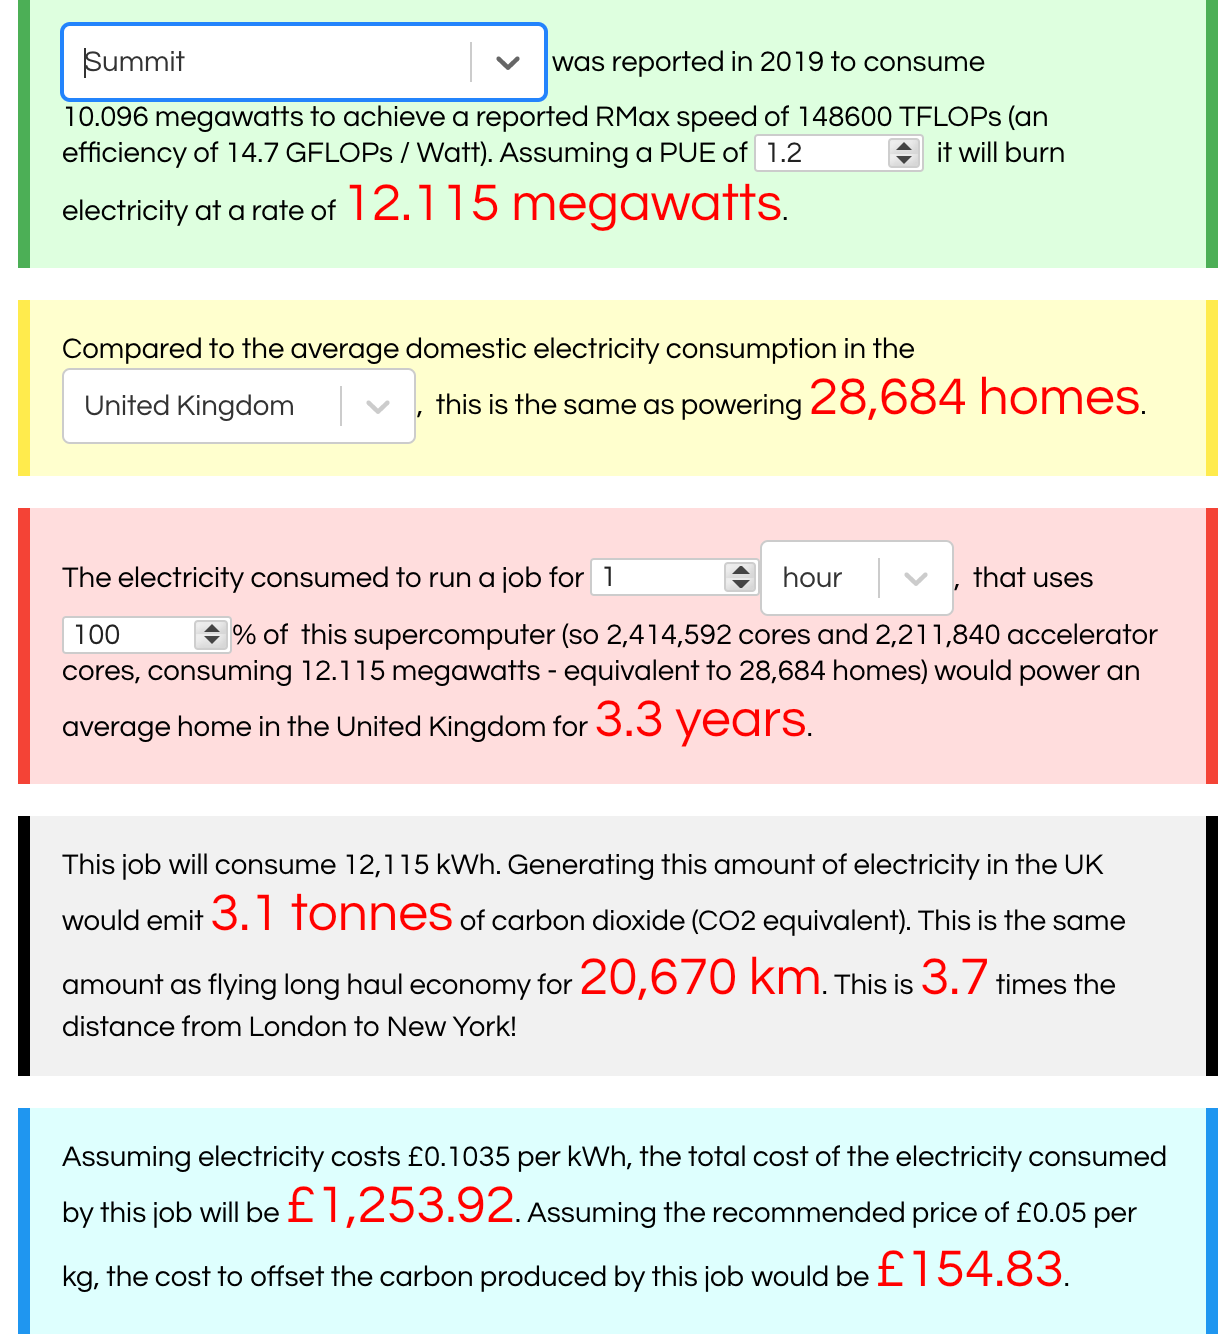 Summit was reported in 2019 to consume
10.096 megawatts to achieve a reported RMax speed of 148600 TFLOPs (an
efficiency of 14.7 GFLOPs / Watt). Assuming a PUE of 1.2 it will burn
electricity at a rate of 12.115 megawatts.
Compared to the average domestic electricity consumption in the
United Kingdom, this is the same as powering 28,684 homes.
The electricity consumed to run a job for 1 hour, that uses
100% of this supercomputer (so 2,414,592 cores and 2,211,840 accelerator
cores, consuming 12.115 megawatts - equivalent to 28,684 homes) would power an
average home in the United Kingdom for 3.3 years.
This job will consume 12,115 kWh. Generating this amount of electricity in the UK
would emit 3.1 tonnes of carbon dioxide (CO2 equivalent). This is the same
amount as flying long haul economy for 20,670 km. This is 3.7 times the
distance from London to New York!
Assuming electricity costs £0.1035 per kWh, the total cost of the electricity consumed
by this job will be £1,253.92. Assuming the recommended price of £0.05 per
kg, the cost to offset the carbon produced by this job would be £154.83.